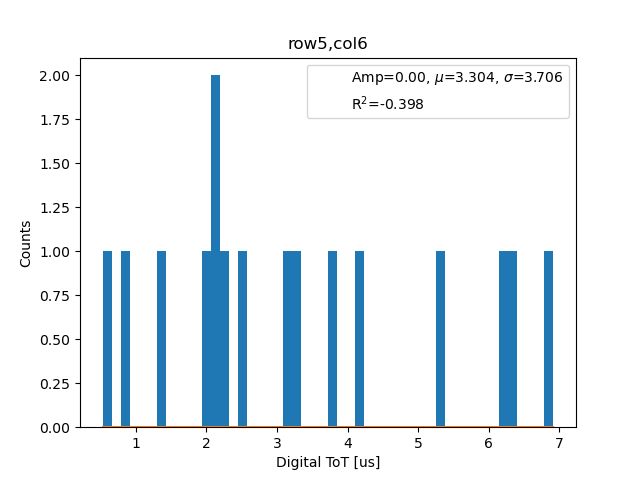 row5,col6
Amp=0.00, μ=3.304, σ=3.706
R²=-0.398
2.00
1.75
1.50
1.25
1.00
0.75
0.50
0.25
0.00
Counts
1 2 3 4 5 6 7
Digital ToT [us]